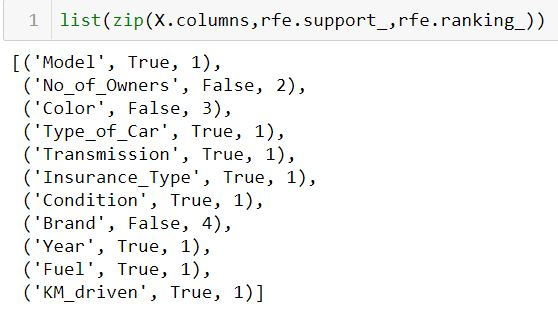 1 list(zip(X.columns,rfe.support_,rfe.ranking_))
[('Model', True, 1),
('No_of_Owners', False, 2),
('Color', False, 3),
('Type_of_Car', True, 1),
('Transmission', True, 1),
('Insurance_Type', True, 1),
('Condition', True, 1),
('Brand', False, 4),
('Year', True, 1),
('Fuel', True, 1),
('KM_driven', True, 1)]